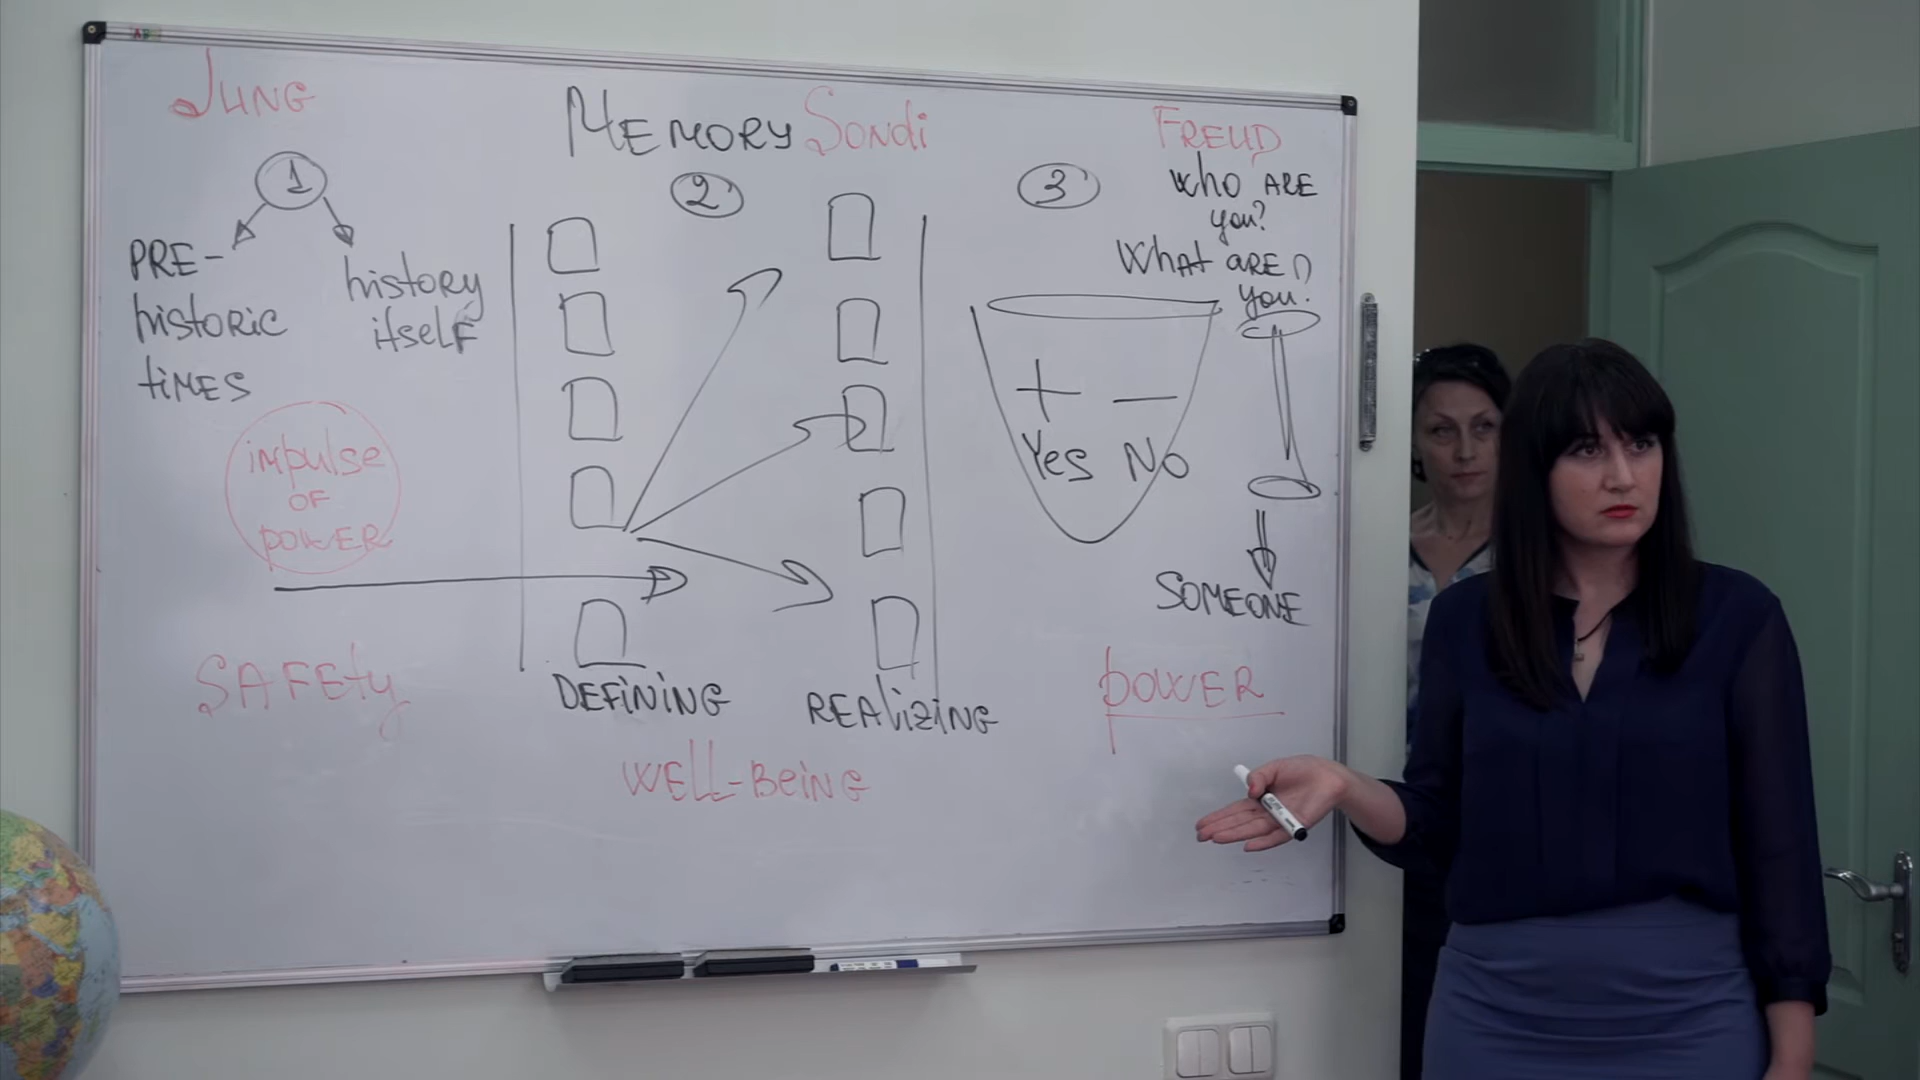 Jung
Memory Sondi
Freud
1
2
3
PRE-
historic
times
history
itself
impulse
of
power
Safety
Defining
Realizing
Well-Being
Who are
you?
What are
you?
+ −
Yes No
Someone
power